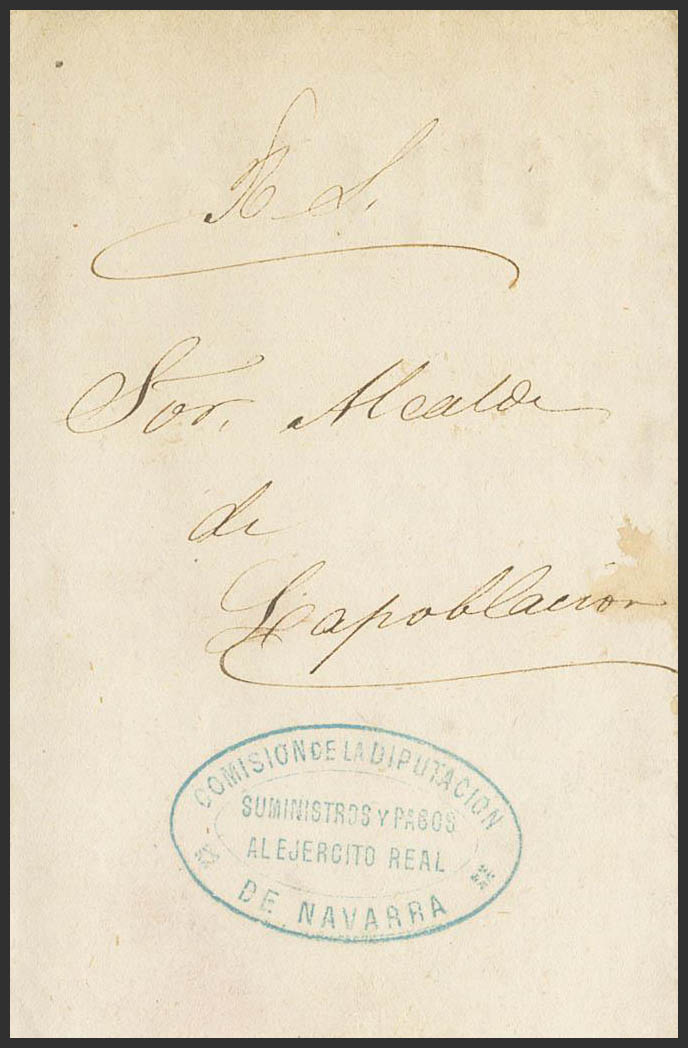 R S.
Sor. Alcalde
de
Lapoblacion
COMISION DE LA DIPUTACION
SUMINISTROS Y PAGOS
AL EJERCITO REAL
DE NAVARRA